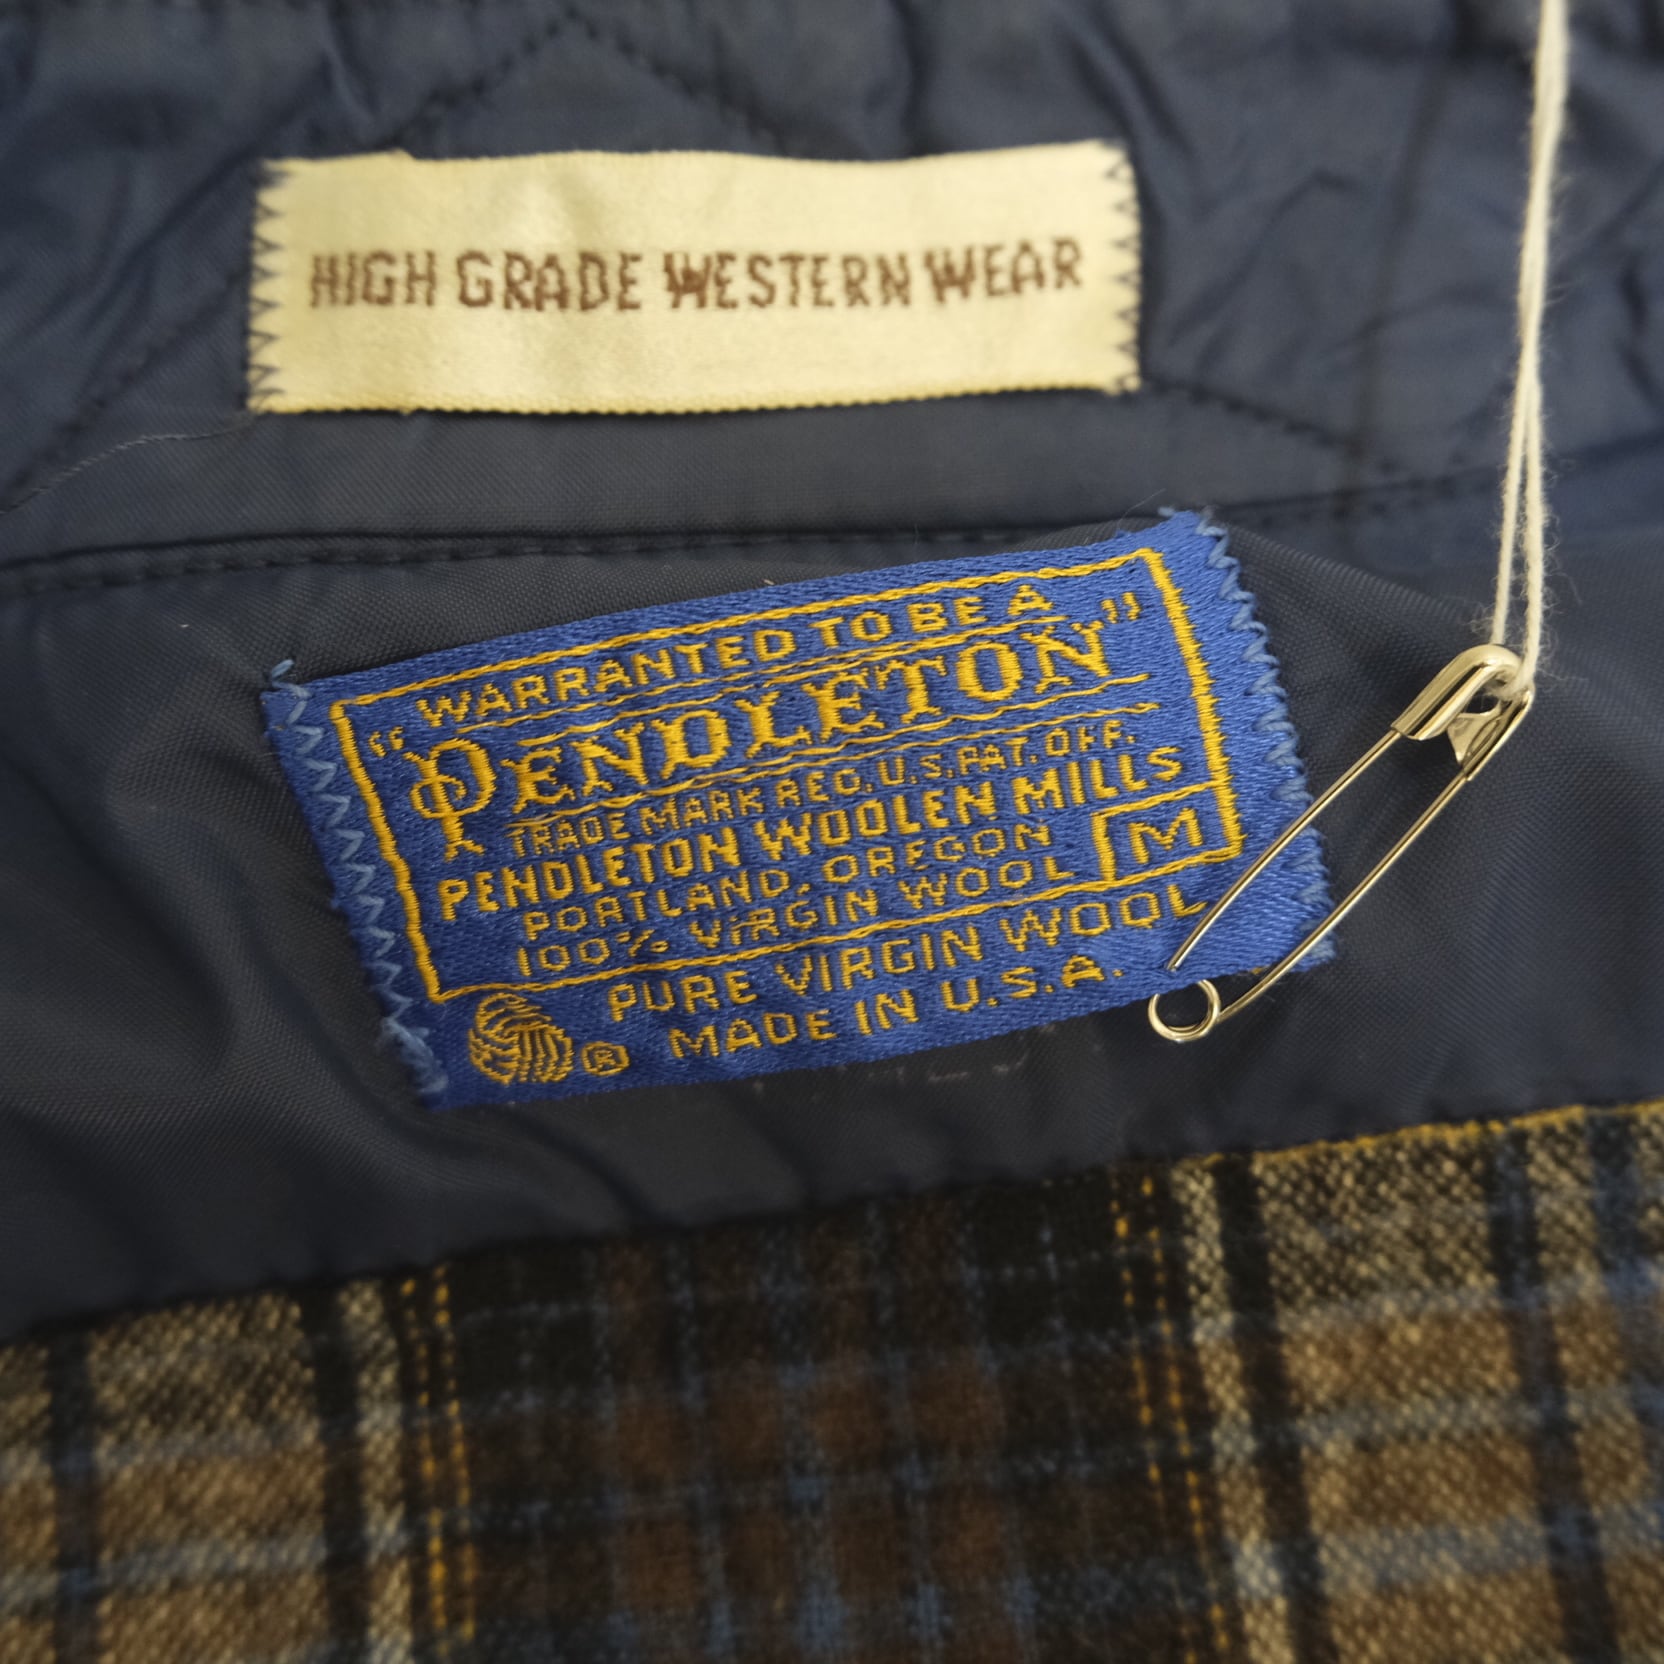 HIGH GRADE WESTERN WEAR
WARRANTED TO BE A
"PENDLETON"
TRADE MARK REG. U.S. PAT. OFF.
PENDLETON WOOLEN MILLS
PORTLAND, OREGON
100% VIRGIN WOOL
M
PURE VIRGIN WOOL
® MADE IN U.S.A.